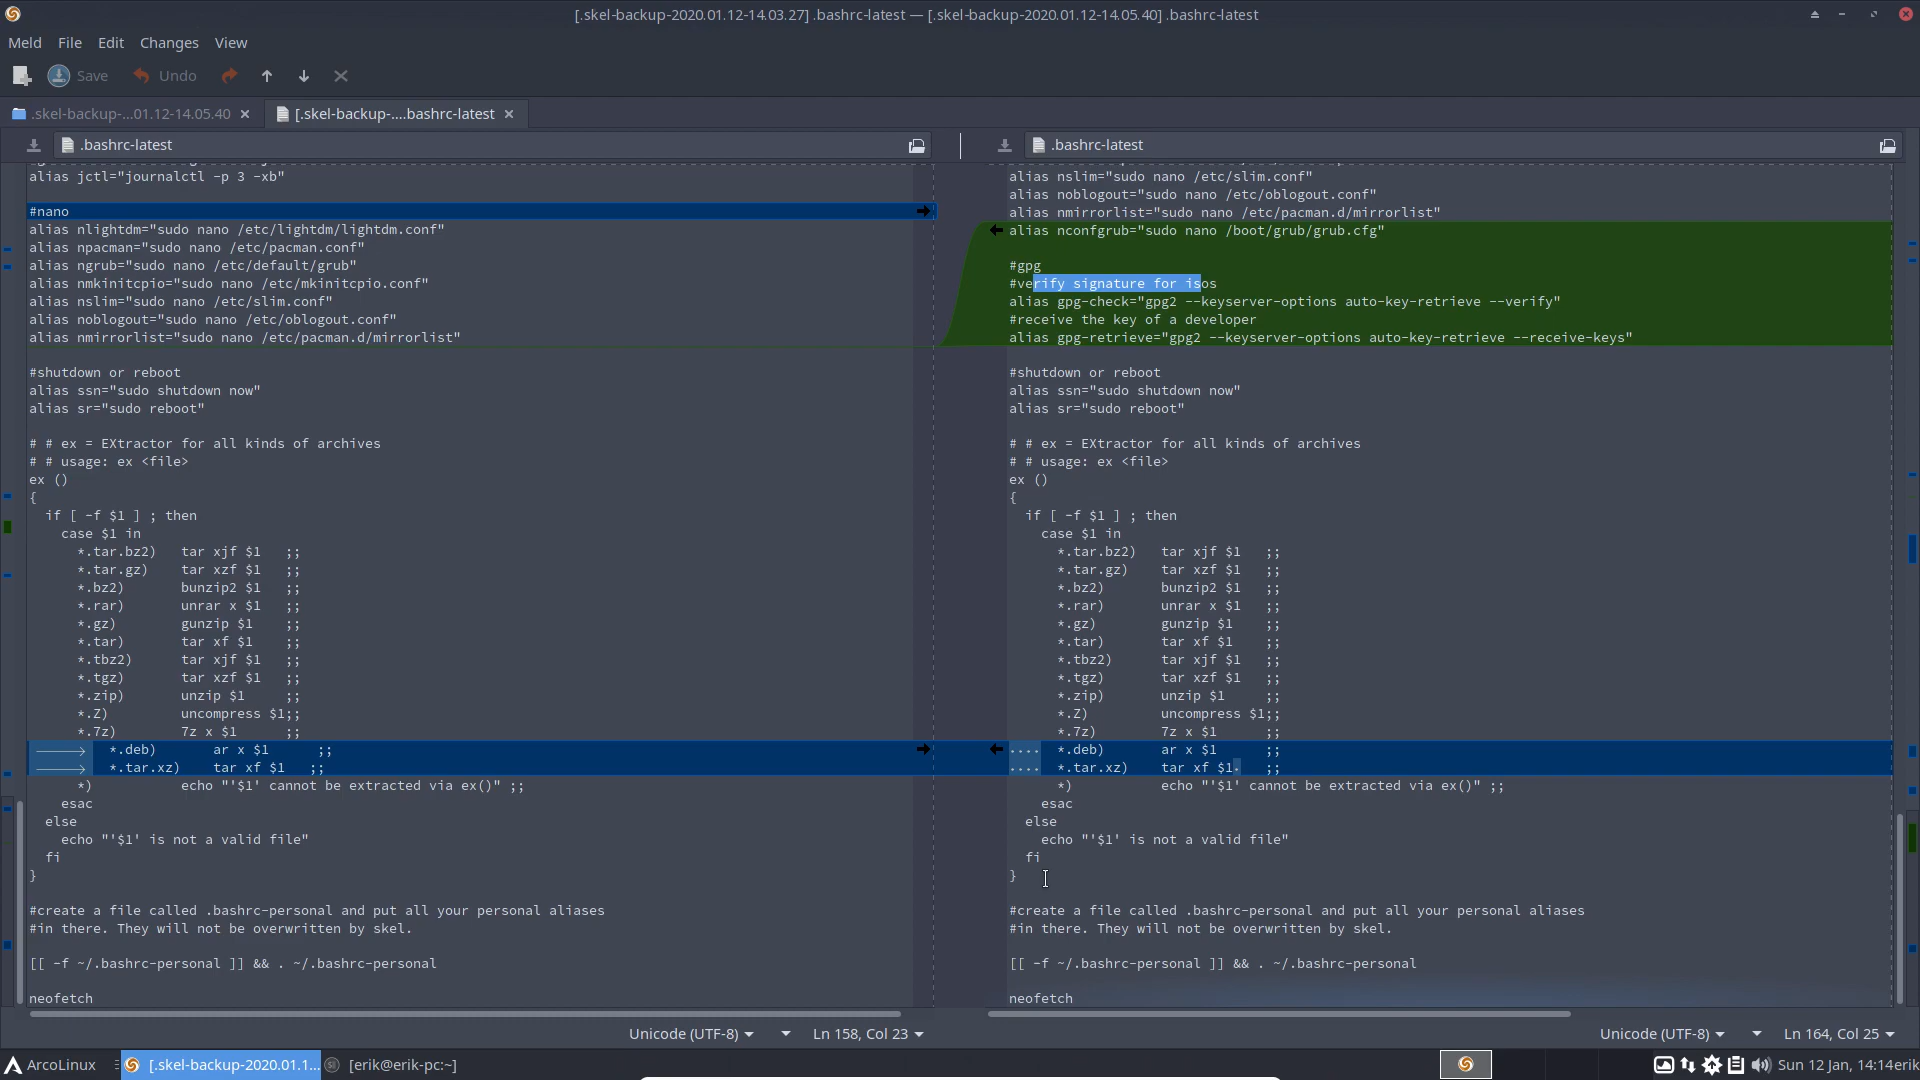 [.skel-backup-2020.01.12-14.03.27] .bashrc-latest — [.skel-backup-2020.01.12-14.05.40] .bashrc-latest
Meld File Edit Changes View
Save Undo
.skel-backup-...01.12-14.05.40 [.skel-backup-....bashrc-latest
.bashrc-latest
alias jctl="journalctl -p 3 -xb"
#nano
alias nlightdm="sudo nano /etc/lightdm/lightdm.conf"
alias npacman="sudo nano /etc/pacman.conf"
alias ngrub="sudo nano /etc/default/grub"
alias nmkinitcpio="sudo nano /etc/mkinitcpio.conf"
alias nslim="sudo nano /etc/slim.conf"
alias noblogout="sudo nano /etc/oblogout.conf"
alias nmirrorlist="sudo nano /etc/pacman.d/mirrorlist"
#shutdown or reboot
alias ssn="sudo shutdown now"
alias sr="sudo reboot"
# # ex = EXtractor for all kinds of archives
# # usage: ex <file>
ex ()
{
if [ -f $1 ] ; then
case $1 in
*.tar.bz2) tar xjf $1 ;;
*.tar.gz) tar xzf $1 ;;
*.bz2) bunzip2 $1 ;;
*.rar) unrar x $1 ;;
*.gz) gunzip $1 ;;
*.tar) tar xf $1 ;;
*.tbz2) tar xjf $1 ;;
*.tgz) tar xzf $1 ;;
*.zip) unzip $1 ;;
*.Z) uncompress $1;;
*.7z) 7z x $1 ;;
*.deb) ar x $1 ;;
*.tar.xz) tar xf $1 ;;
*) echo "'$1' cannot be extracted via ex()" ;;
esac
else
echo "'$1' is not a valid file"
fi
}
#create a file called .bashrc-personal and put all your personal aliases
#in there. They will not be overwritten by skel.
[[ -f ~/.bashrc-personal ]] && . ~/.bashrc-personal
neofetch
Unicode (UTF-8) Ln 158, Col 23
.bashrc-latest
alias nslim="sudo nano /etc/slim.conf"
alias noblogout="sudo nano /etc/oblogout.conf"
alias nmirrorlist="sudo nano /etc/pacman.d/mirrorlist"
alias nconfgrub="sudo nano /boot/grub/grub.cfg"
#gpg
#verify signature for isos
alias gpg-check="gpg2 --keyserver-options auto-key-retrieve --verify"
#receive the key of a developer
alias gpg-retrieve="gpg2 --keyserver-options auto-key-retrieve --receive-keys"
#shutdown or reboot
alias ssn="sudo shutdown now"
alias sr="sudo reboot"
# # ex = EXtractor for all kinds of archives
# # usage: ex <file>
ex ()
{
if [ -f $1 ] ; then
case $1 in
*.tar.bz2) tar xjf $1 ;;
*.tar.gz) tar xzf $1 ;;
*.bz2) bunzip2 $1 ;;
*.rar) unrar x $1 ;;
*.gz) gunzip $1 ;;
*.tar) tar xf $1 ;;
*.tbz2) tar xjf $1 ;;
*.tgz) tar xzf $1 ;;
*.zip) unzip $1 ;;
*.Z) uncompress $1;;
*.7z) 7z x $1 ;;
.... *.deb) ar x $1 ;;
.... *.tar.xz) tar xf $1. ;;
*) echo "'$1' cannot be extracted via ex()" ;;
esac
else
echo "'$1' is not a valid file"
fi
}
#create a file called .bashrc-personal and put all your personal aliases
#in there. They will not be overwritten by skel.
[[ -f ~/.bashrc-personal ]] && . ~/.bashrc-personal
neofetch
Unicode (UTF-8) Ln 164, Col 25
ArcoLinux [.skel-backup-2020.01.1... [erik@erik-pc:~] Sun 12 Jan, 14:14 erik